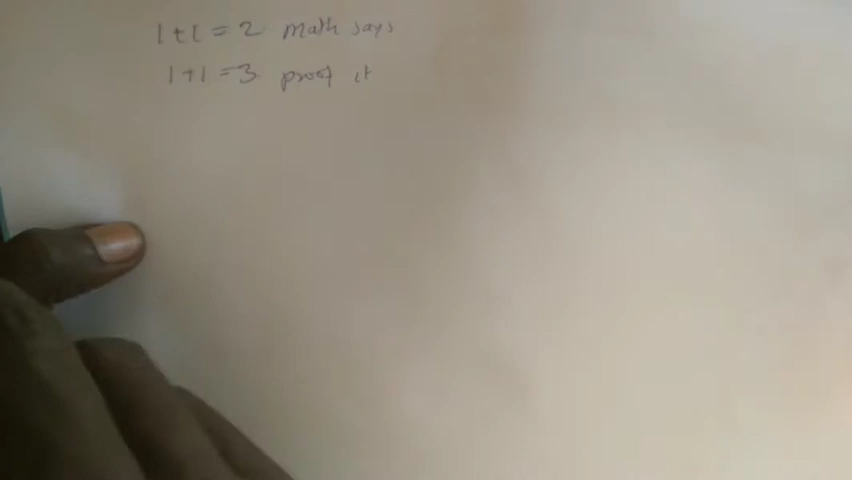 1+1 = 2 math says
1+1 = 3 proof it